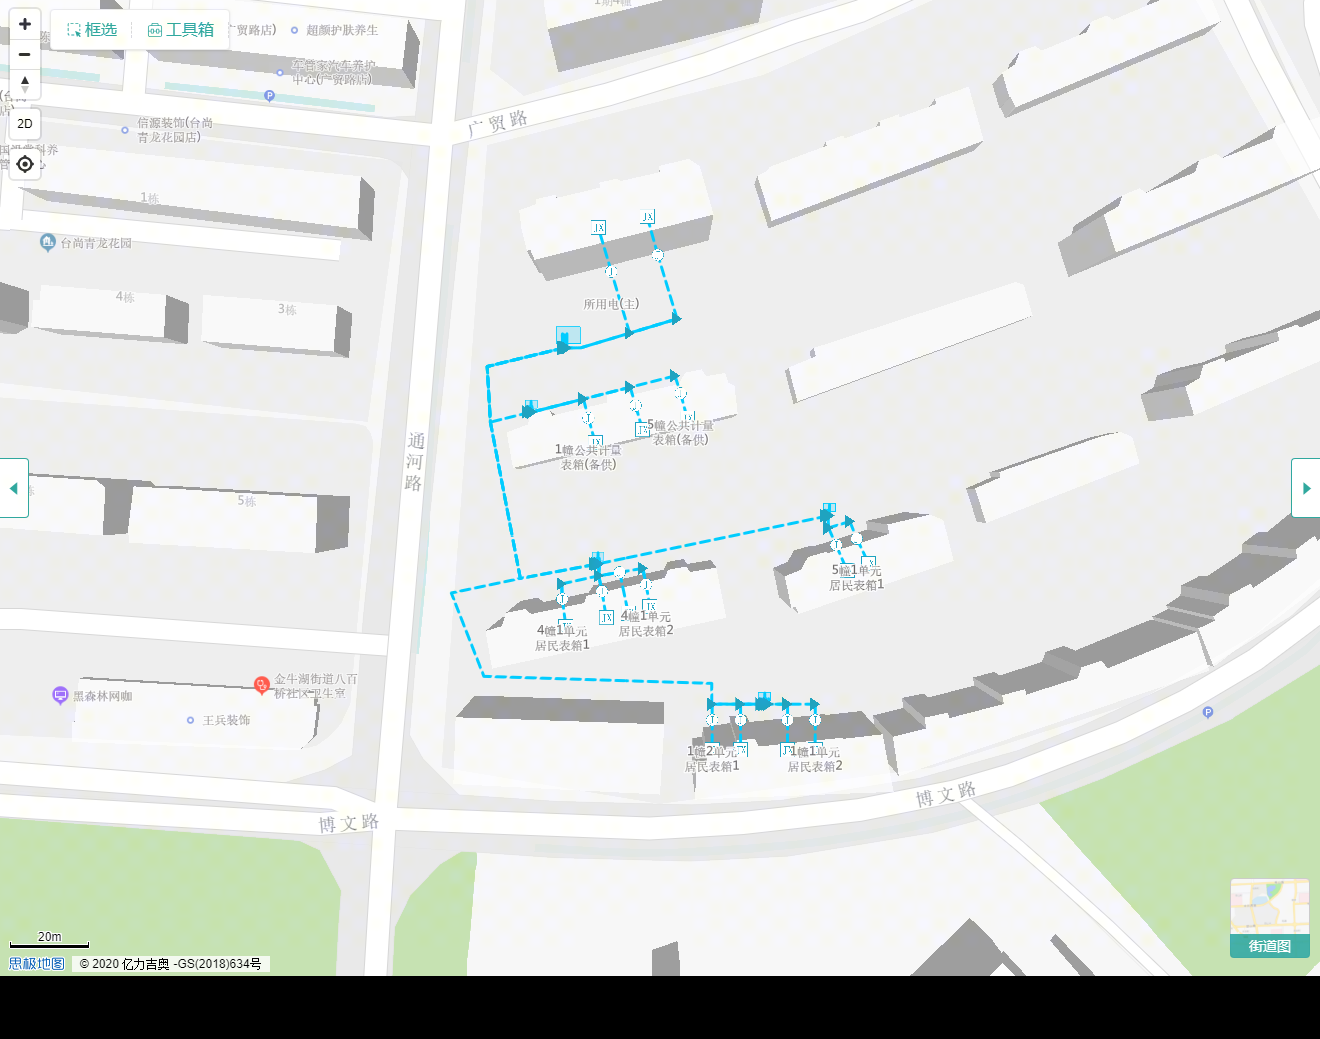 框选
工具箱
2D
1期4幢
广贸路店)
超颜护肤养生
车管家汽车养护
中心(广贸路店)
P
信源装饰(台尚
青龙花园店)
广贸路
1栋
台尚青龙花园
4栋
3栋
5栋
通河路
JX
JX
J
J
所用电(主)
J
J
J
JX
JX
JX
5幢公共计量
表箱(备供)
1幢公共计量
表箱(备供)
5幢1单元
居民表箱1
4幢1单元
居民表箱1
4幢1单元
居民表箱2
JX
1幢2单元
居民表箱1
1幢1单元
居民表箱2
金牛湖街道八百
桥社区卫生室
黑森林网咖
王兵装饰
P
博文路
博文路
20m
思极地图
© 2020 亿力吉奥 -GS(2018)634号
街道图